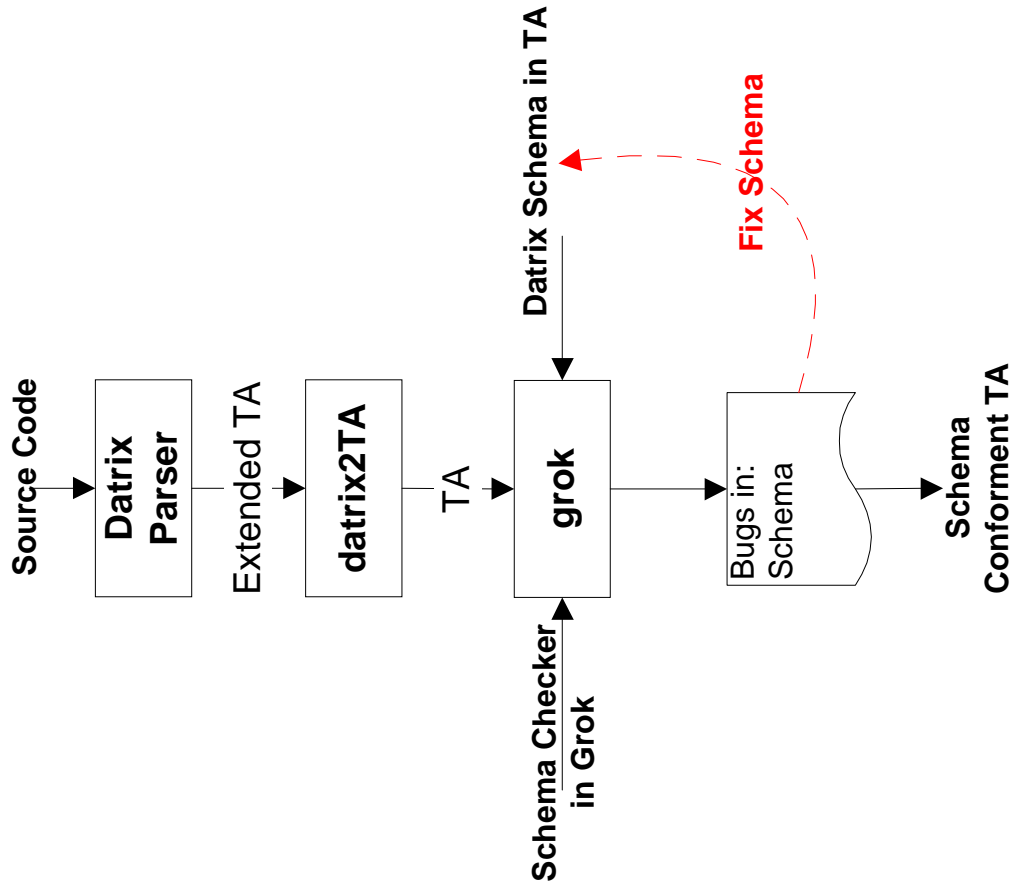 Source Code
Datrix
Parser
Extended TA
datrix2TA
TA
Schema Checker
in Grok
grok
Datrix Schema in TA
Fix Schema
Bugs in:
Schema
Schema
Conforment TA